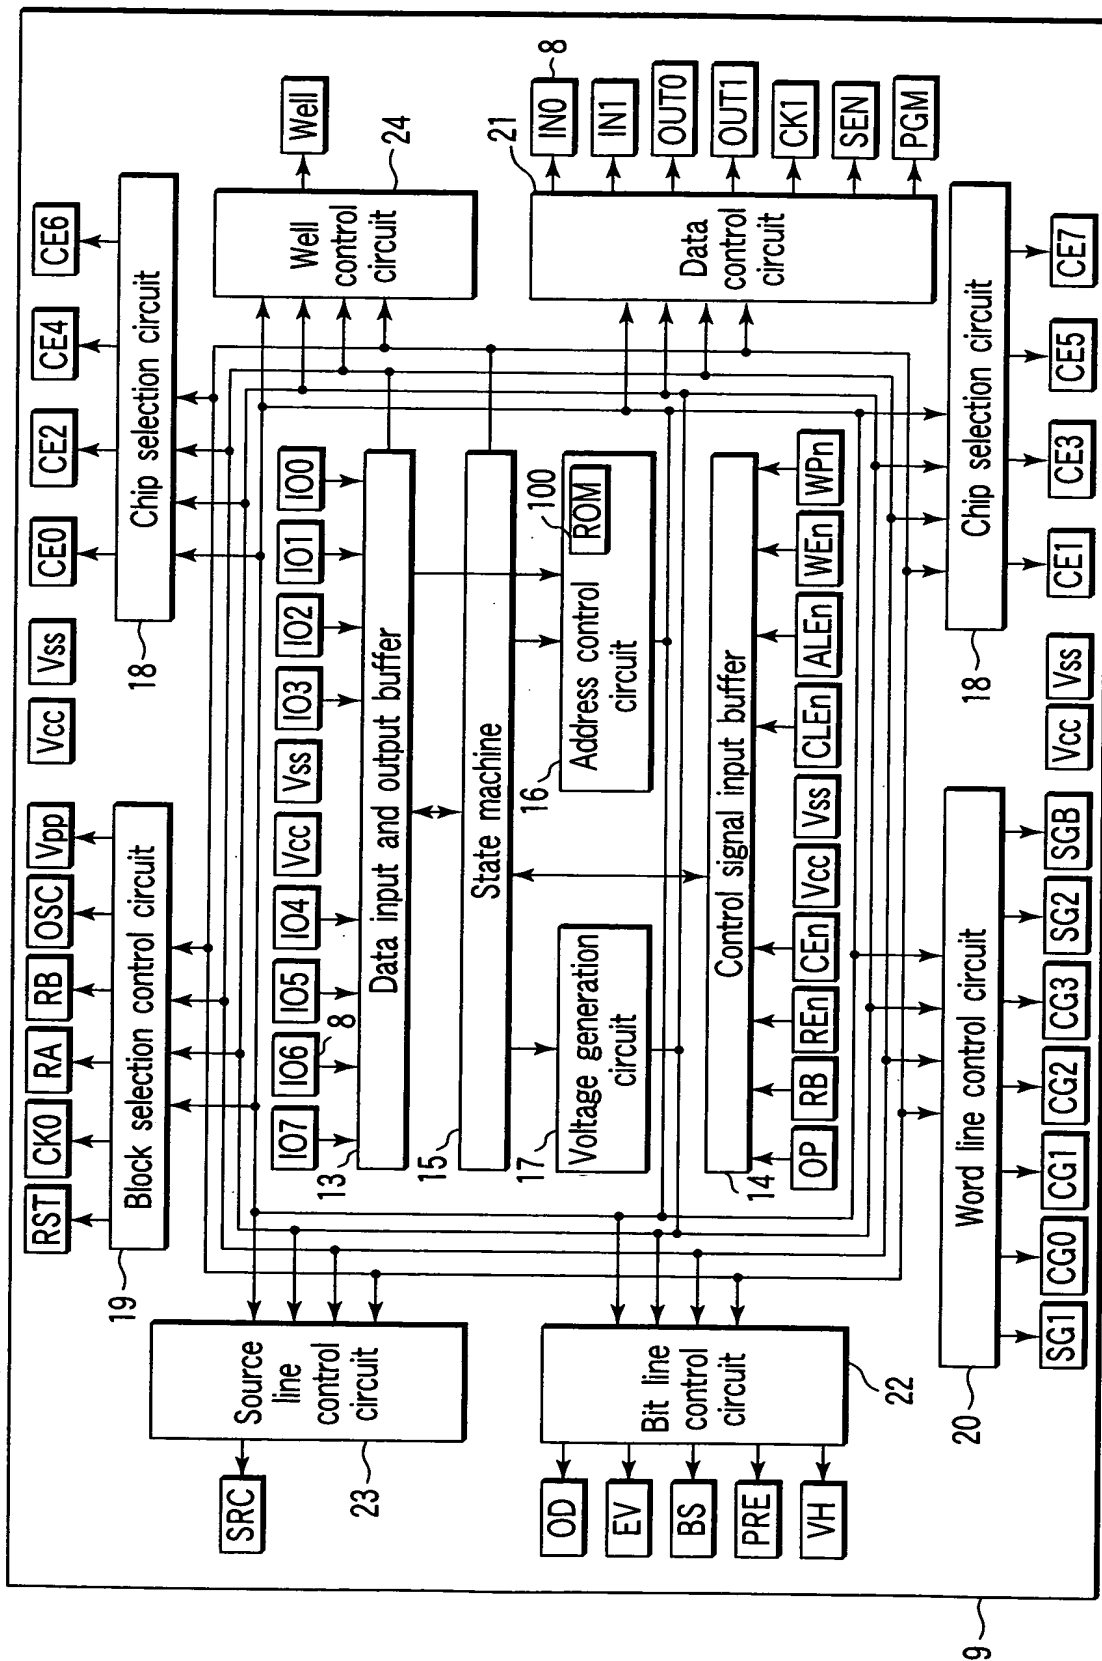 RST
CK0
RA
RB
OSC
Vpp
Vcc
Vss
CE0
CE2
CE4
CE6
19
Block selection control circuit
18
Chip selection circuit
Source
line
control
circuit
23
SRC
Well
control
circuit
24
Well
IO7
IO6
8
IO5
IO4
Vcc
Vss
IO3
IO2
IO1
IO0
13
Data input and output buffer
15
State machine
17
Voltage generation
circuit
16
Address control
circuit
100
ROM
14
Control signal input buffer
OP
RB
REn
CEn
Vcc
Vss
CLEn
ALEn
WEn
WPn
Bit line
control
circuit
22
OD
EV
BS
PRE
VH
21
Data
control
circuit
IN0
8
IN1
OUT0
OUT1
CK1
SEN
PGM
20
Word line control circuit
18
Chip selection circuit
SG1
CG0
CG1
CG2
CG3
SG2
SGB
Vcc
Vss
CE1
CE3
CE5
CE7
9